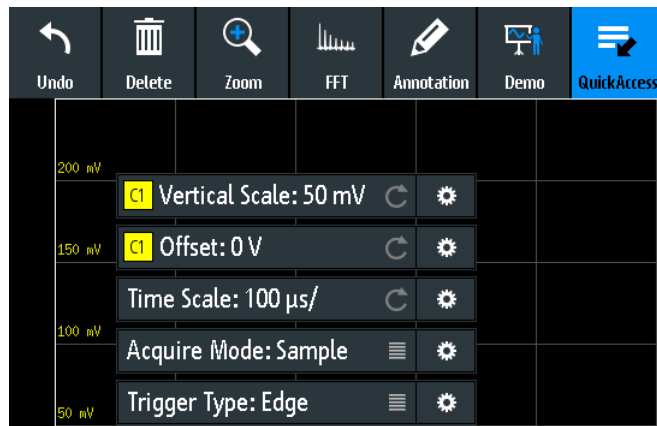 Undo Delete Zoom FFT Annotation Demo QuickAccess
200 mV
C1 Vertical Scale: 50 mV
150 mV
C1 Offset: 0 V
Time Scale: 100 µs/
100 mV
Acquire Mode: Sample
Trigger Type: Edge
50 mV